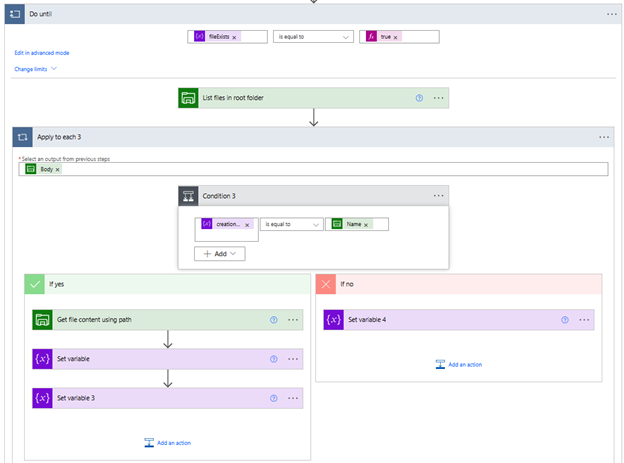 Do until
fileExists x is equal to fx true x
Edit in advanced mode
Change limits
List files in root folder
Apply to each 3
* Select an output from previous steps
Body x
Condition 3
creation... x is equal to Name x
+ Add
If yes
If no
Get file content using path
{x} Set variable 4
{x} Set variable
Add an action
{x} Set variable 3
Add an action